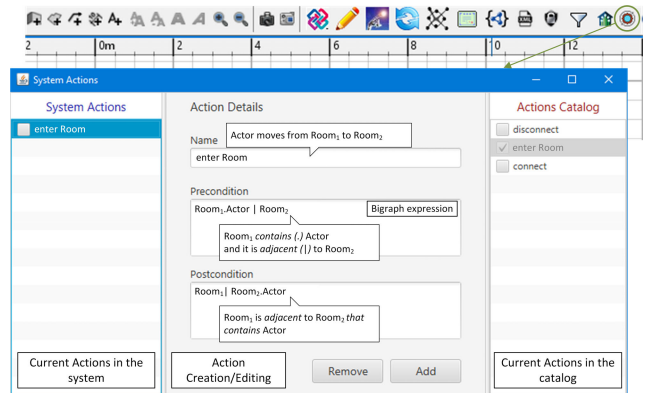 2 0m 2 4 6 8 10 12
System Actions
System Actions
enter Room
Current Actions in the
system
Action Details
Name
Actor moves from Room₁ to Room₂
enter Room
Precondition
Room₁.Actor | Room₂
Bigraph expression
Room₁ contains (.) Actor
and it is adjacent (|) to Room₂
Postcondition
Room₁| Room₂.Actor
Room₁ is adjacent to Room₂ that
contains Actor
Action
Creation/Editing
Remove Add
Actions Catalog
disconnect
enter Room
connect
Current Actions in the
catalog